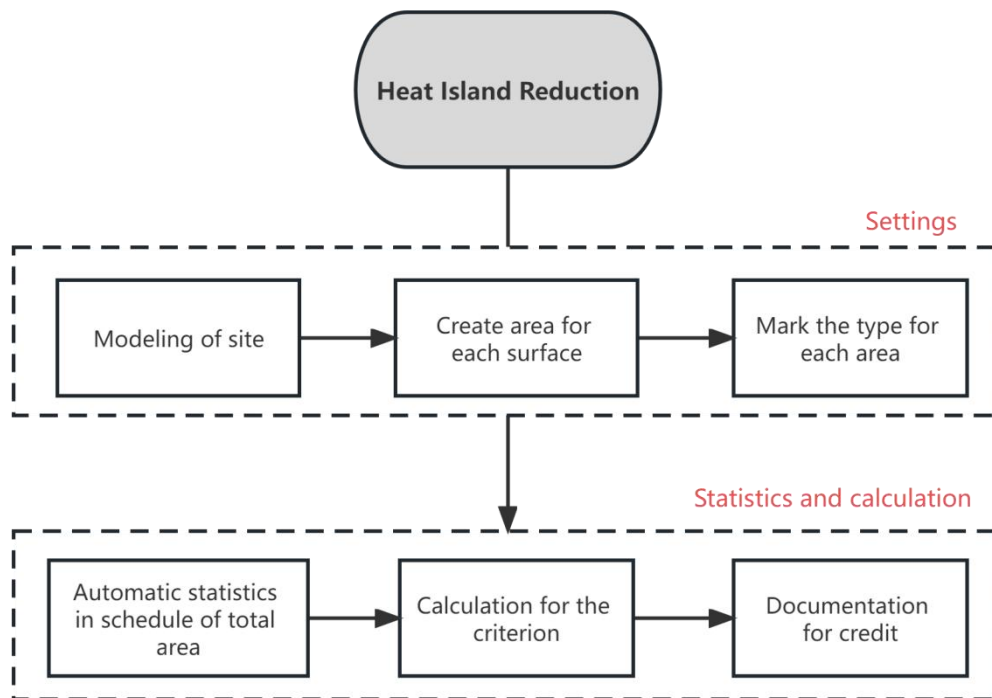 Heat Island Reduction
Settings
Modeling of site
Create area for
each surface
Mark the type for
each area
Statistics and calculation
Automatic statistics
in schedule of total
area
Calculation for the
criterion
Documentation
for credit